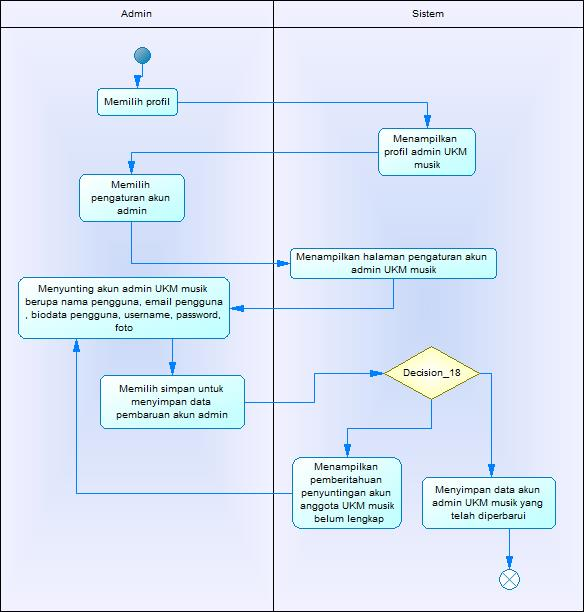 Admin
Sistem
Memilih profil
Menampilkan
profil admin UKM
musik
Memilih
pengaturan akun
admin
Menampilkan halaman pengaturan akun
admin UKM musik
Menyunting akun admin UKM musik
berupa nama pengguna, email pengguna
, biodata pengguna, username, password,
foto
Memilih simpan untuk
menyimpan data
pembaruan akun admin
Decision_18
Menampilkan
pemberitahuan
penyuntingan akun
anggota UKM musik
belum lengkap
Menyimpan data akun
admin UKM musik yang
telah diperbarui